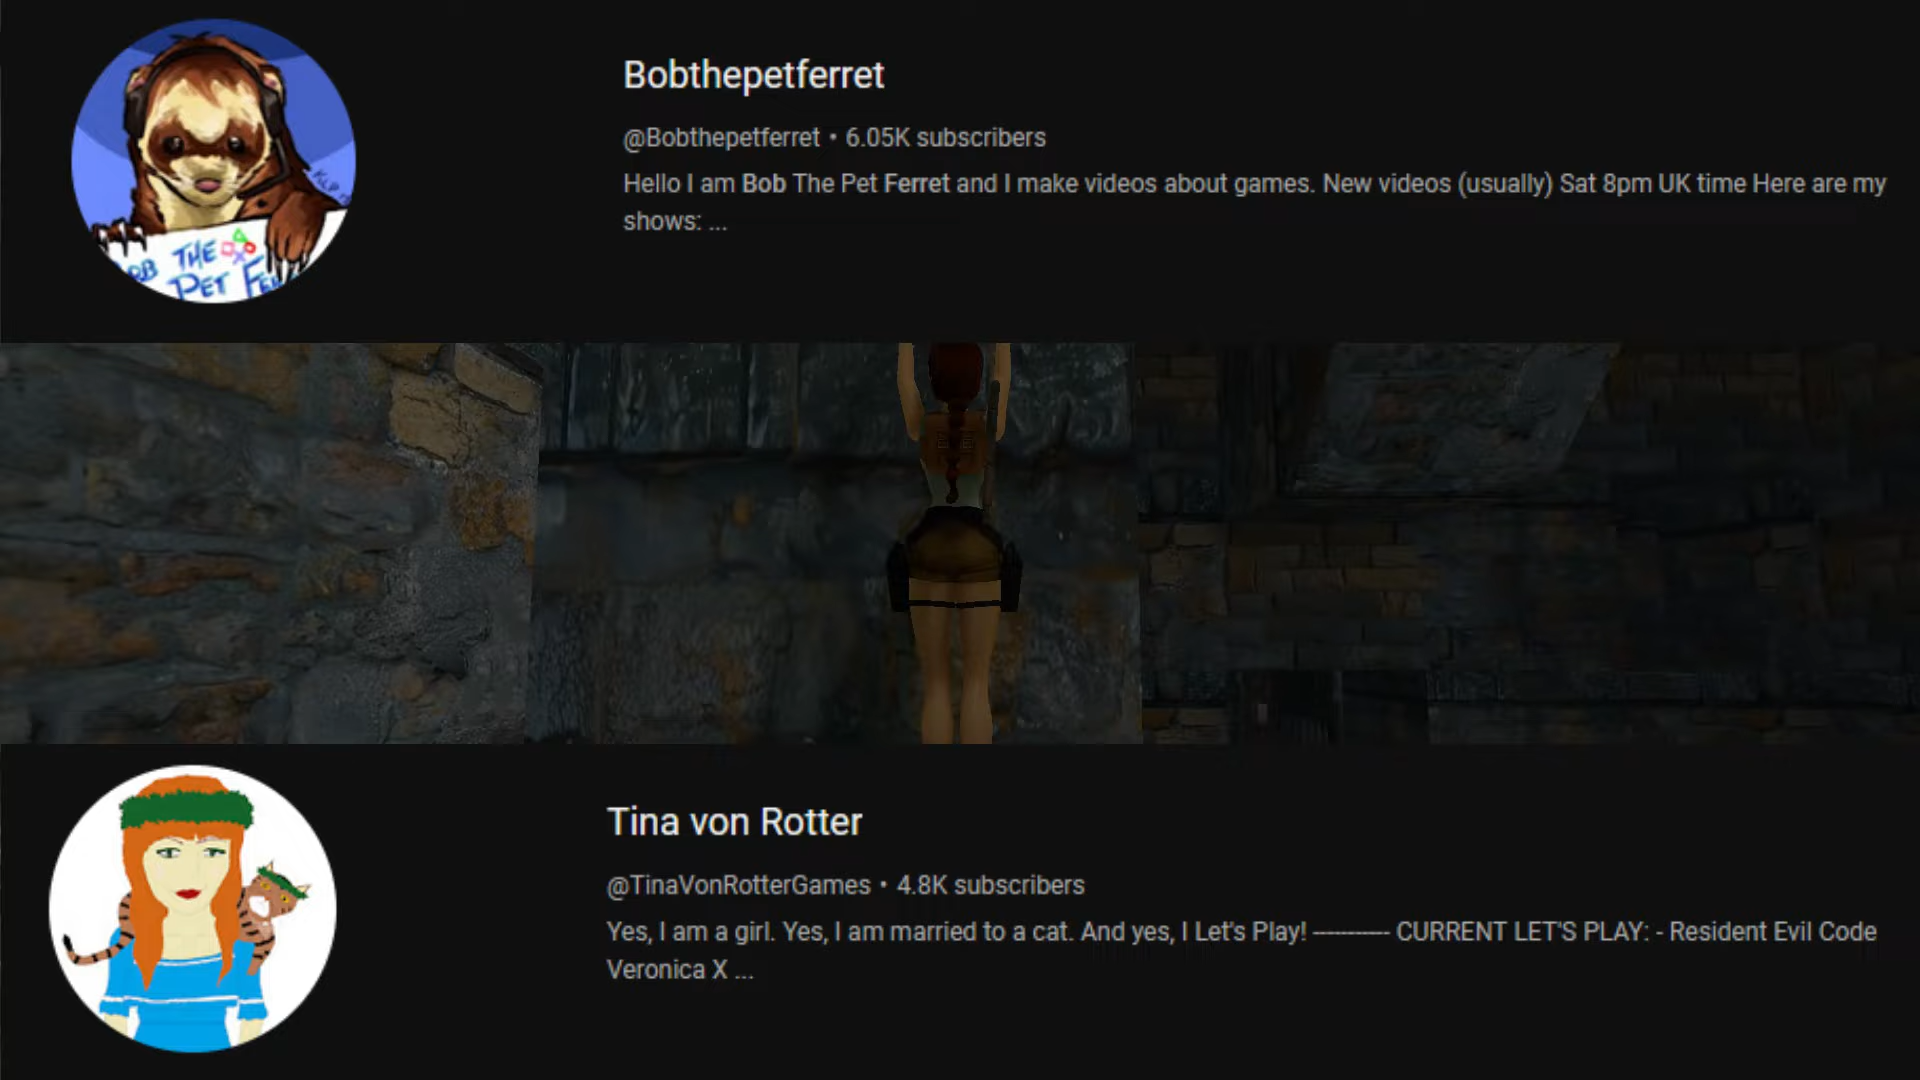 Bobthepetferret
@Bobthepetferret • 6.05K subscribers
Hello I am Bob The Pet Ferret and I make videos about games. New videos (usually) Sat 8pm UK time Here are my
shows: ...
THE
PET
Tina von Rotter
@TinaVonRotterGames • 4.8K subscribers
Yes, I am a girl. Yes, I am married to a cat. And yes, I Let's Play! ———— CURRENT LET'S PLAY: - Resident Evil Code
Veronica X ...